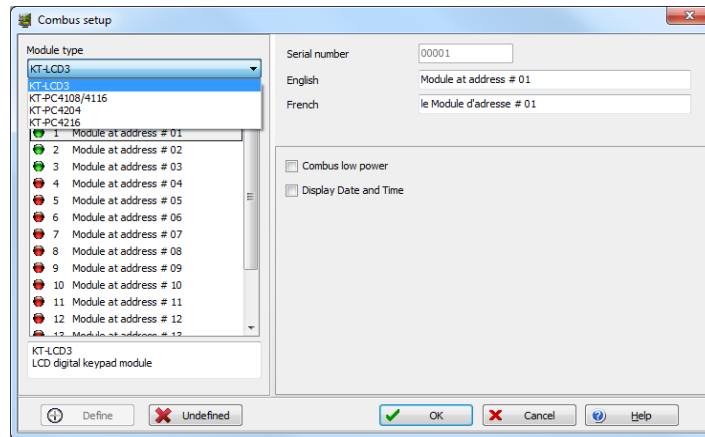 Combus setup
Module type
KT-LCD3
KT-LCD3
KT-PC4108/4116
KT-PC4204
KT-PC4216
1 Module at address # 01
2 Module at address # 02
3 Module at address # 03
4 Module at address # 04
5 Module at address # 05
6 Module at address # 06
7 Module at address # 07
8 Module at address # 08
9 Module at address # 09
10 Module at address # 10
11 Module at address # 11
12 Module at address # 12
13 Module at address # 13
KT-LCD3
LCD digital keypad module
Serial number 00001
English Module at address # 01
French le Module d'adresse # 01
Combus low power
Display Date and Time
Define Undefined OK Cancel Help